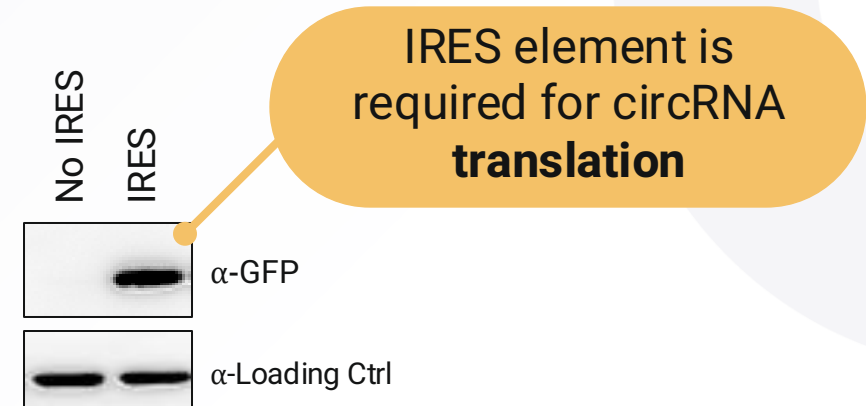 IRES element is
required for circRNA
translation
No IRES
IRES
α-GFP
α-Loading Ctrl